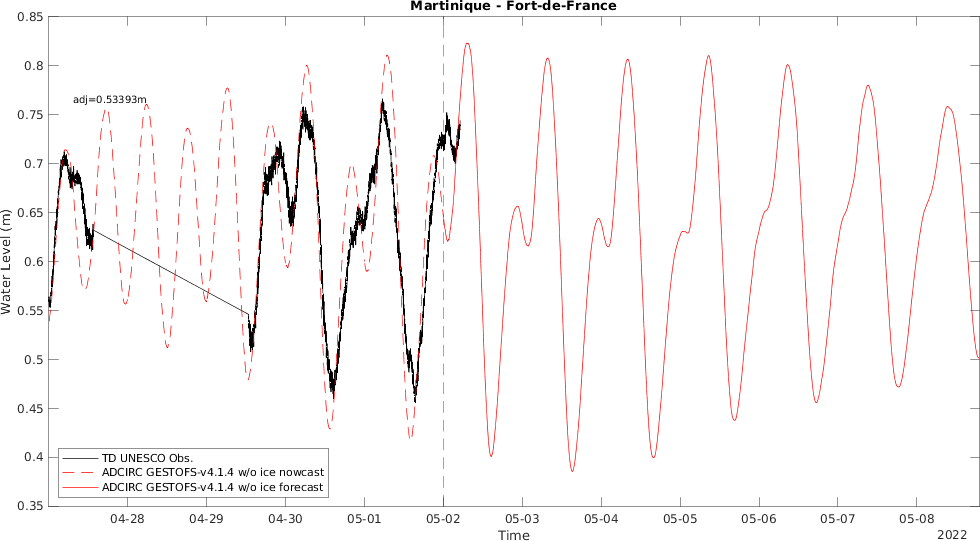 Martinique - Fort-de-France
0.85
0.8
0.75
0.7
0.65
0.6
0.55
0.5
0.45
0.4
0.35
Water Level (m)
adj=0.53393m
TD UNESCO Obs.
ADCIRC GESTOFS-v4.1.4 w/o ice nowcast
ADCIRC GESTOFS-v4.1.4 w/o ice forecast
04-28 04-29 04-30 05-01 05-02 05-03 05-04 05-05 05-06 05-07 05-08
Time
2022